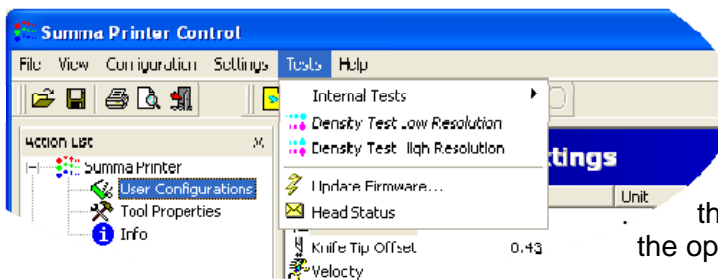 Summa Printer Control
File View Configuration Settings Tests Help
Internal Tests
Density Test Low Resolution
Density Test High Resolution
Update Firmware...
Head Status
Action List
Summa Printer
User Configurations
Tool Properties
Info
tings
Unit
Knife Tip Offset 0.43
Velocity
th
the op